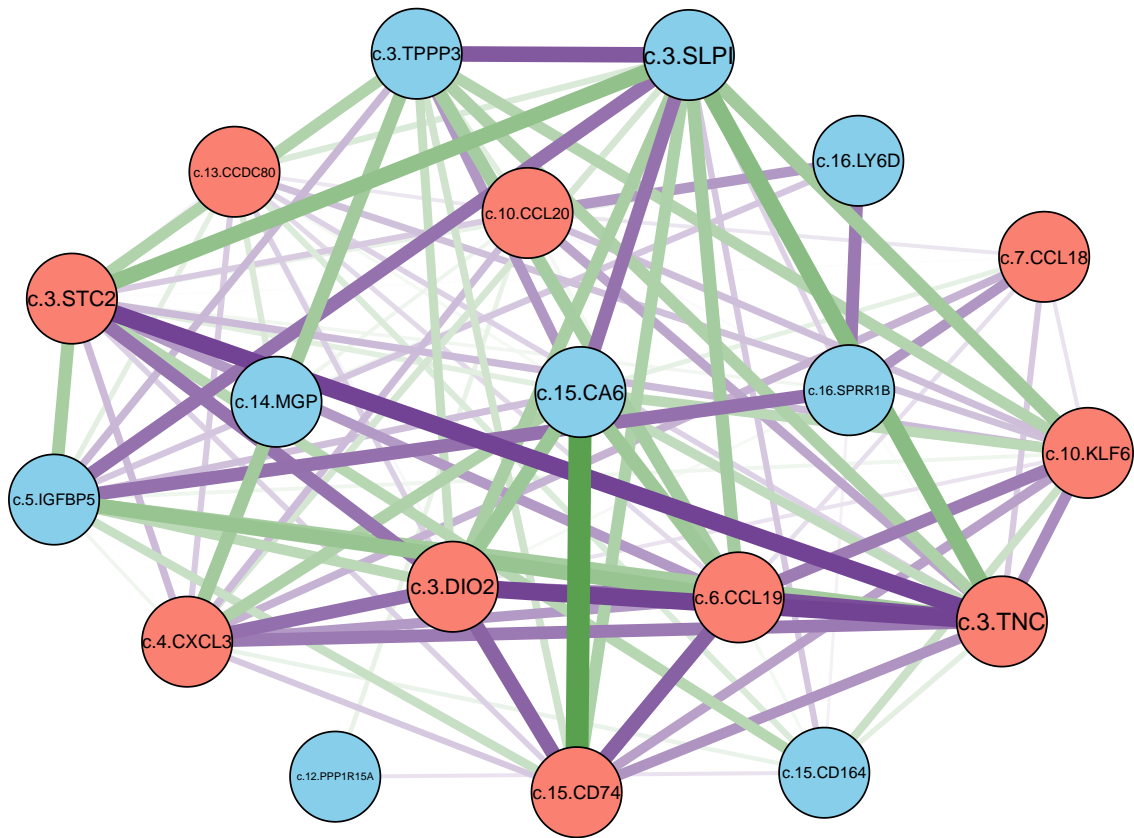 c.3.TPPP3
c.3.SLPI
c.16.LY6D
c.13.CCDC80
c.10.CCL20
c.7.CCL18
c.3.STC2
c.14.MGP
c.15.CA6
c.16.SPRR1B
c.10.KLF6
c.5.IGFBP5
c.3.DIO2
c.6.CCL19
c.3.TNC
c.4.CXCL3
c.12.PPP1R15A
c.15.CD74
c.15.CD164